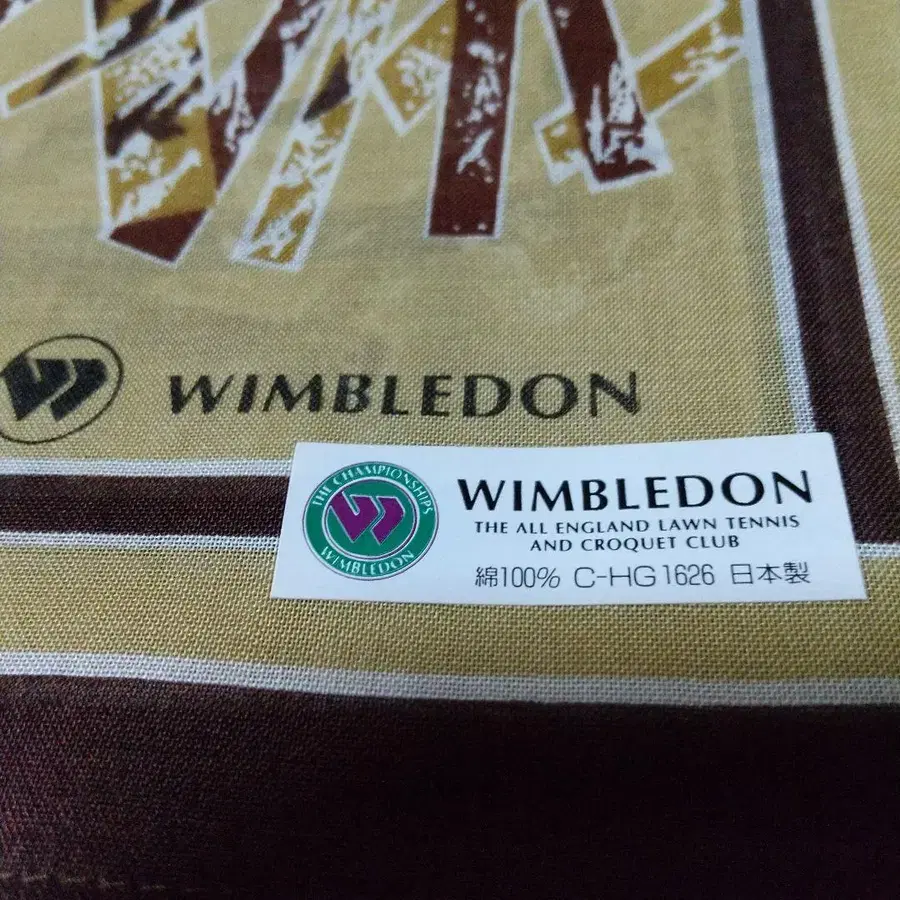 WIMBLEDON
THE CHAMPIONSHIPS
WIMBLEDON
WIMBLEDON
THE ALL ENGLAND LAWN TENNIS
AND CROQUET CLUB
綿100% C-HG1626 日本製